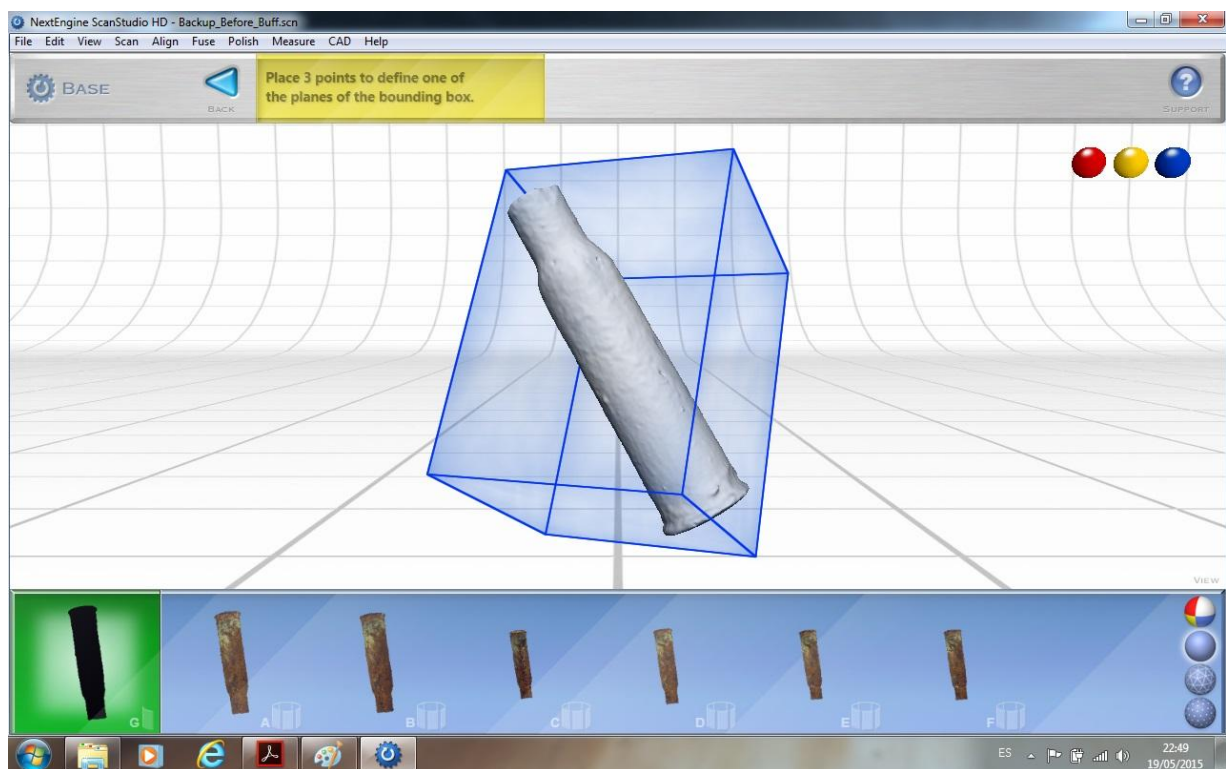 NextEngine ScanStudio HD - Backup_Before_Buff.scn
File Edit View Scan Align Fuse Polish Measure CAD Help
BASE
BACK
Place 3 points to define one of
the planes of the bounding box.
SUPPORT
VIEW
G A B C D E F
ES
22:49
19/05/2015